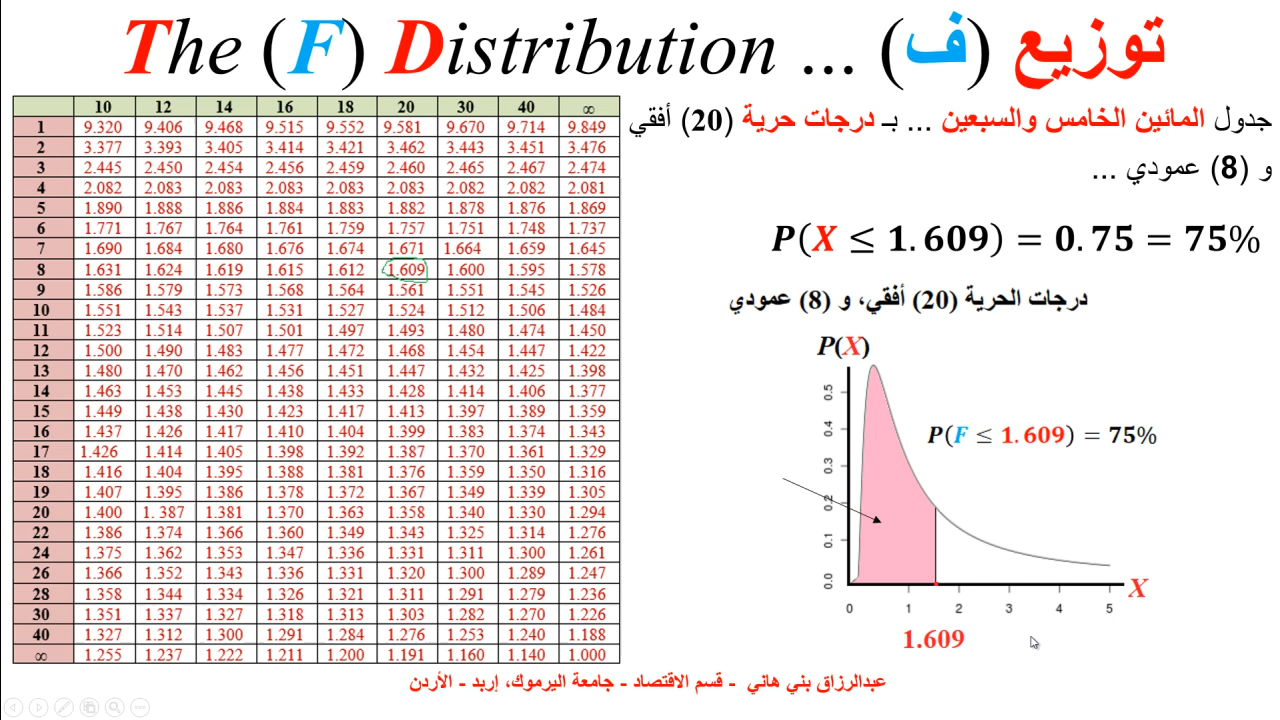 The (F) Distribution ... توزيع (ف)
10 12 14 16 18 20 30 40 ∞
1 9.320 9.406 9.468 9.515 9.552 9.581 9.670 9.714 9.849
2 3.377 3.393 3.405 3.414 3.421 3.462 3.443 3.451 3.476
3 2.445 2.450 2.454 2.456 2.459 2.460 2.465 2.467 2.474
4 2.082 2.083 2.083 2.083 2.083 2.083 2.082 2.082 2.081
5 1.890 1.888 1.886 1.884 1.883 1.882 1.878 1.876 1.869
6 1.771 1.767 1.764 1.761 1.759 1.757 1.751 1.748 1.737
7 1.690 1.684 1.680 1.676 1.674 1.671 1.664 1.659 1.645
8 1.631 1.624 1.619 1.615 1.612 1.609 1.600 1.595 1.578
9 1.586 1.579 1.573 1.568 1.564 1.561 1.551 1.545 1.526
10 1.551 1.543 1.537 1.531 1.527 1.524 1.512 1.506 1.484
11 1.523 1.514 1.507 1.501 1.497 1.493 1.480 1.474 1.450
12 1.500 1.490 1.483 1.477 1.472 1.468 1.454 1.447 1.422
13 1.480 1.470 1.462 1.456 1.451 1.447 1.432 1.425 1.398
14 1.463 1.453 1.445 1.438 1.433 1.428 1.414 1.406 1.377
15 1.449 1.438 1.430 1.423 1.417 1.413 1.397 1.389 1.359
16 1.437 1.426 1.417 1.410 1.404 1.399 1.383 1.374 1.343
17 1.426 1.414 1.405 1.398 1.392 1.387 1.370 1.361 1.329
18 1.416 1.404 1.395 1.388 1.381 1.376 1.359 1.350 1.316
19 1.407 1.395 1.386 1.378 1.372 1.367 1.349 1.339 1.305
20 1.400 1. 387 1.381 1.370 1.363 1.358 1.340 1.330 1.294
22 1.386 1.374 1.366 1.360 1.349 1.343 1.325 1.314 1.276
24 1.375 1.362 1.353 1.347 1.336 1.331 1.311 1.300 1.261
26 1.366 1.352 1.343 1.336 1.331 1.320 1.300 1.289 1.247
28 1.358 1.344 1.334 1.326 1.321 1.311 1.291 1.279 1.236
30 1.351 1.337 1.327 1.318 1.313 1.303 1.282 1.270 1.226
40 1.327 1.312 1.300 1.291 1.284 1.276 1.253 1.240 1.188
∞ 1.255 1.237 1.222 1.211 1.200 1.191 1.160 1.140 1.000
جدول المائين الخامس والسبعين ... بـ درجات حرية (20) أفقي
و (8) عمودي ...
P(X ≤ 1.609) = 0.75 = 75%
درجات الحرية (20) أفقي، و (8) عمودي
P(X)
0.5
0.4
P(F ≤ 1.609) = 75%
0.3
0.2
0.1
0.0
X
0 1 2 3 4 5
1.609
عبدالرزاق بني هاني - قسم الاقتصاد - جامعة اليرموك، إربد - الأردن